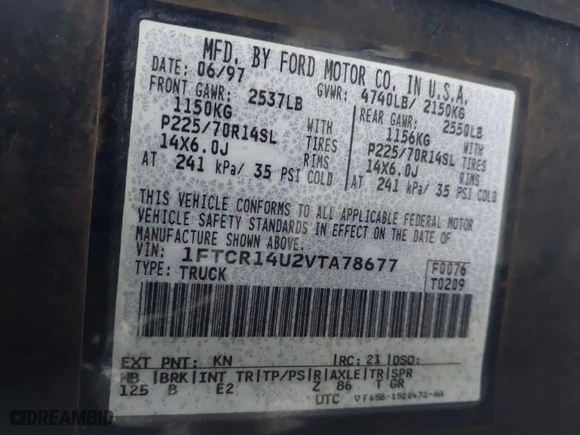 MFD. BY FORD MOTOR CO. IN U.S.A.
DATE: 06/97 GVWR: 4740LB/ 2150KG
FRONT GAWR: 2537LB REAR GAWR: 2550LB
1150KG WITH 1156KG WITH
P225/70R14SL TIRES P225/70R14SL TIRES
14X6.0J RIMS 14X6.0J RIMS
AT 241 kPa/ 35 PSI COLD AT 241 kPa/ 35 PSI COLD
THIS VEHICLE CONFORMS TO ALL APPLICABLE FEDERAL MOTOR
VEHICLE SAFETY STANDARDS IN EFFECT ON THE DATE OF
MANUFACTURE SHOWN ABOVE.
VIN: 1FTCR14U2VTA78677 F0076
TYPE: TRUCK T0209
EXT PNT: KN RC: 21 DSO:
WB BRK INT TR TP/PS R AXLE TR SPR
125 B E2 Z 86 T GR
UTC
DREAMBID